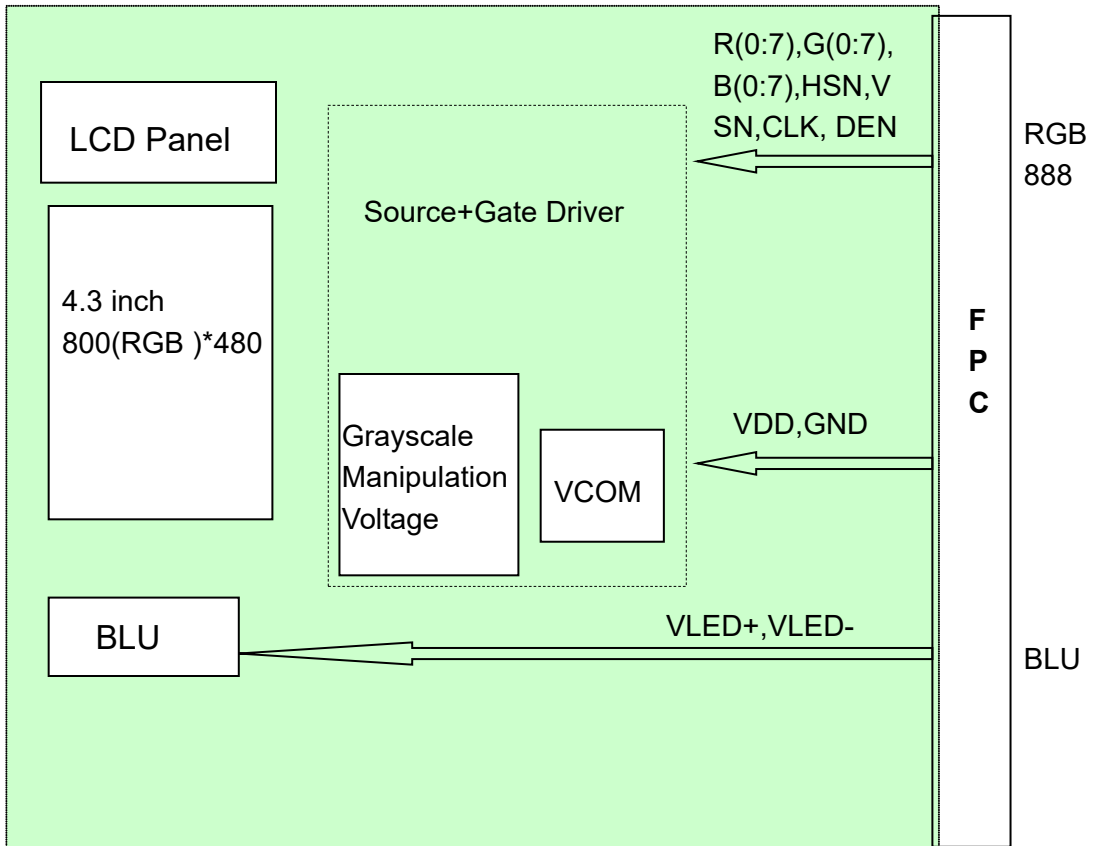 R(0:7),G(0:7),
B(0:7),HSN,V
SN,CLK, DEN
RGB
888
LCD Panel
Source+Gate Driver
4.3 inch
800(RGB )*480
F
P
C
VDD,GND
Grayscale
Manipulation
Voltage
VCOM
VLED+,VLED-
BLU
BLU